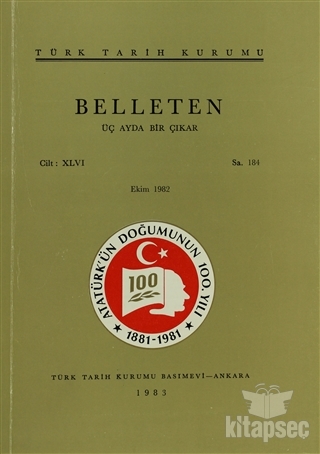 TÜRK TARİH KURUMU
BELLETEN
ÜÇ AYDA BİR ÇIKAR
Cilt : XLVI Sa. 184
Ekim 1982
ATATÜRK'ÜN DOĞUMUNUN 100. YILI
100
★ 1881-1981 ★
TÜRK TARİH KURUMU BASIMEVİ—ANKARA
1983
kitapsec
.com